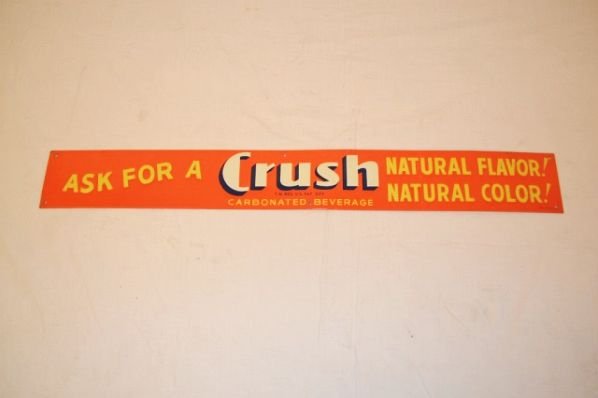 ASK FOR A
Crush
CARBONATED BEVERAGE
NATURAL FLAVOR!
NATURAL COLOR!